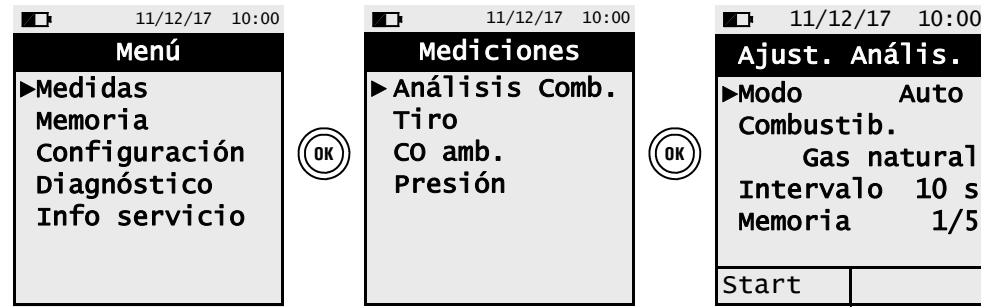 11/12/17 10:00
Menú
▶Medidas
Memoria
Configuración
Diagnóstico
Info servicio
OK
11/12/17 10:00
Mediciones
▶Análisis Comb.
Tiro
CO amb.
Presión
OK
11/12/17 10:00
Ajust. Anális.
▶Modo Auto
Combustib.
Gas natural
Intervalo 10 s
Memoria 1/5
Start